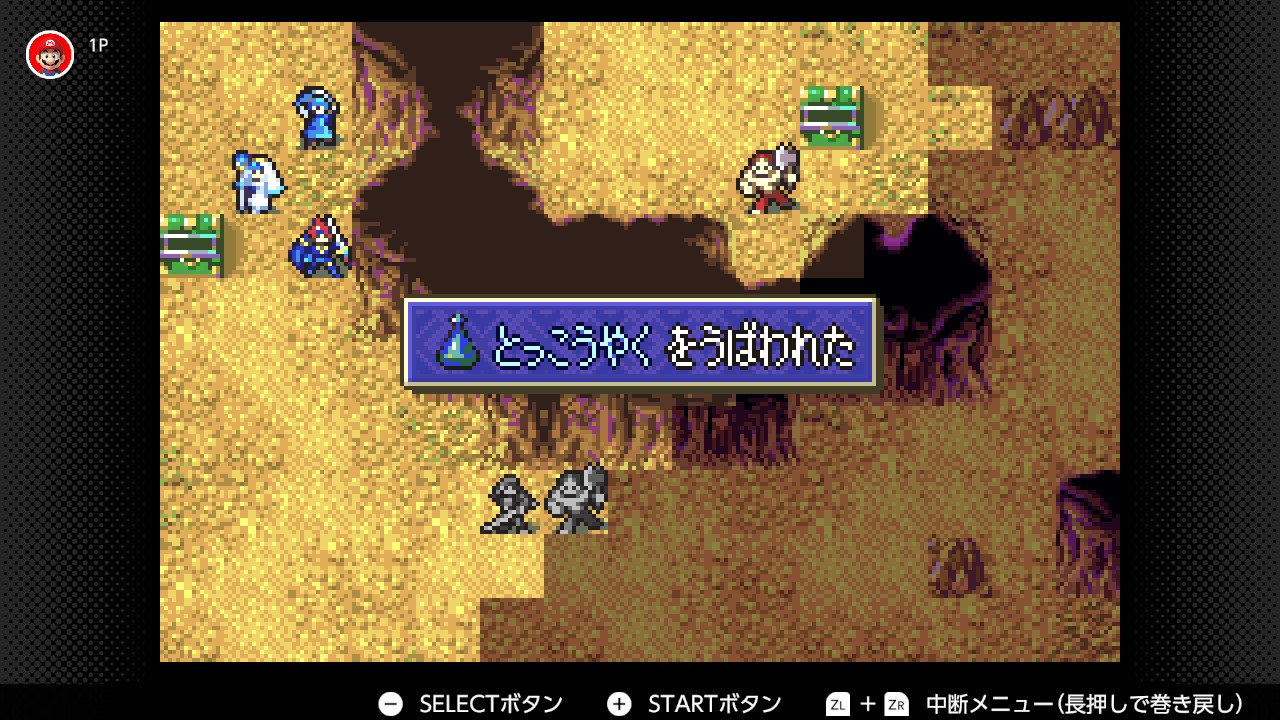 1P
とっこうやく をうばわれた
− SELECTボタン + STARTボタン ZL + ZR 中断メニュー(長押しで巻き戻し)